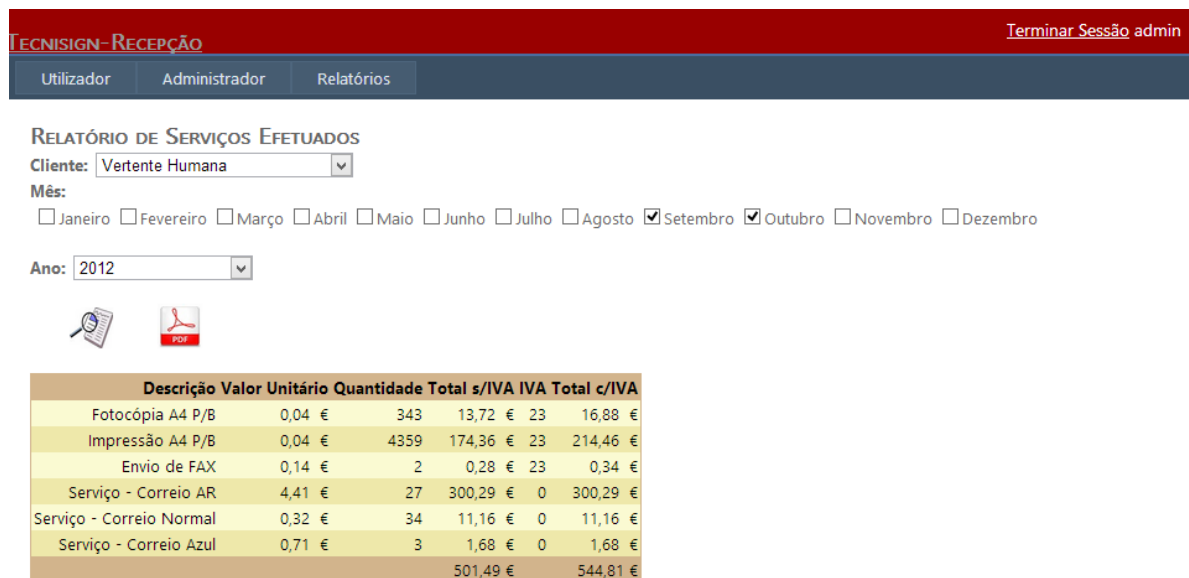 Terminar Sessão admin
TECNISIGN-RECEPÇÃO
Utilizador Administrador Relatórios
RELATÓRIO DE SERVIÇOS EFETUADOS
Cliente: Vertente Humana
Mês:
Janeiro Fevereiro Março Abril Maio Junho Julho Agosto Setembro Outubro Novembro Dezembro
Ano: 2012
PDF
Descrição Valor Unitário Quantidade Total s/IVA IVA Total c/IVA
Fotocópia A4 P/B 0,04 € 343 13,72 € 23 16,88 €
Impressão A4 P/B 0,04 € 4359 174,36 € 23 214,46 €
Envio de FAX 0,14 € 2 0,28 € 23 0,34 €
Serviço - Correio AR 4,41 € 27 300,29 € 0 300,29 €
Serviço - Correio Normal 0,32 € 34 11,16 € 0 11,16 €
Serviço - Correio Azul 0,71 € 3 1,68 € 0 1,68 €
501,49 € 544,81 €